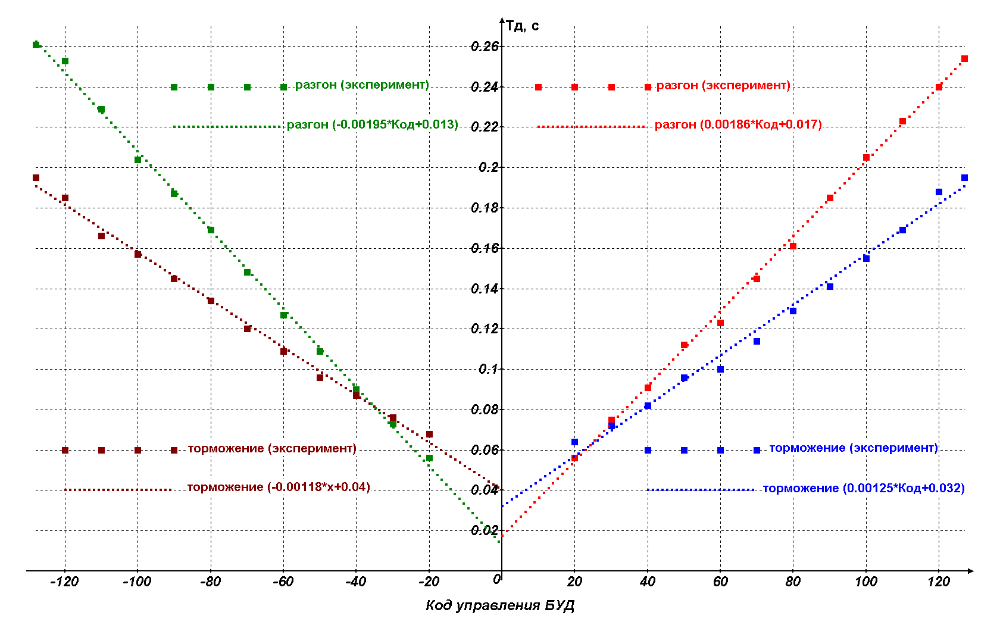 Тд, с
0.26
0.24
разгон (эксперимент)
разгон (эксперимент)
0.22
разгон (-0.00195*Код+0.013)
разгон (0.00186*Код+0.017)
0.2
0.18
0.16
0.14
0.12
0.1
0.08
0.06
торможение (эксперимент)
торможение (эксперимент)
0.04
торможение (-0.00118*x+0.04)
торможение (0.00125*Код+0.032)
0.02
-120 -100 -80 -60 -40 -20 0 20 40 60 80 100 120
Код управления БУД